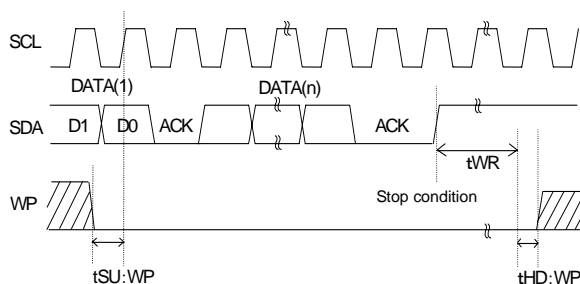 SCL
DATA(1)
DATA(n)
SDA
D1
D0
ACK
ACK
tWR
Stop condition
WP
tSU:WP
tHD:WP